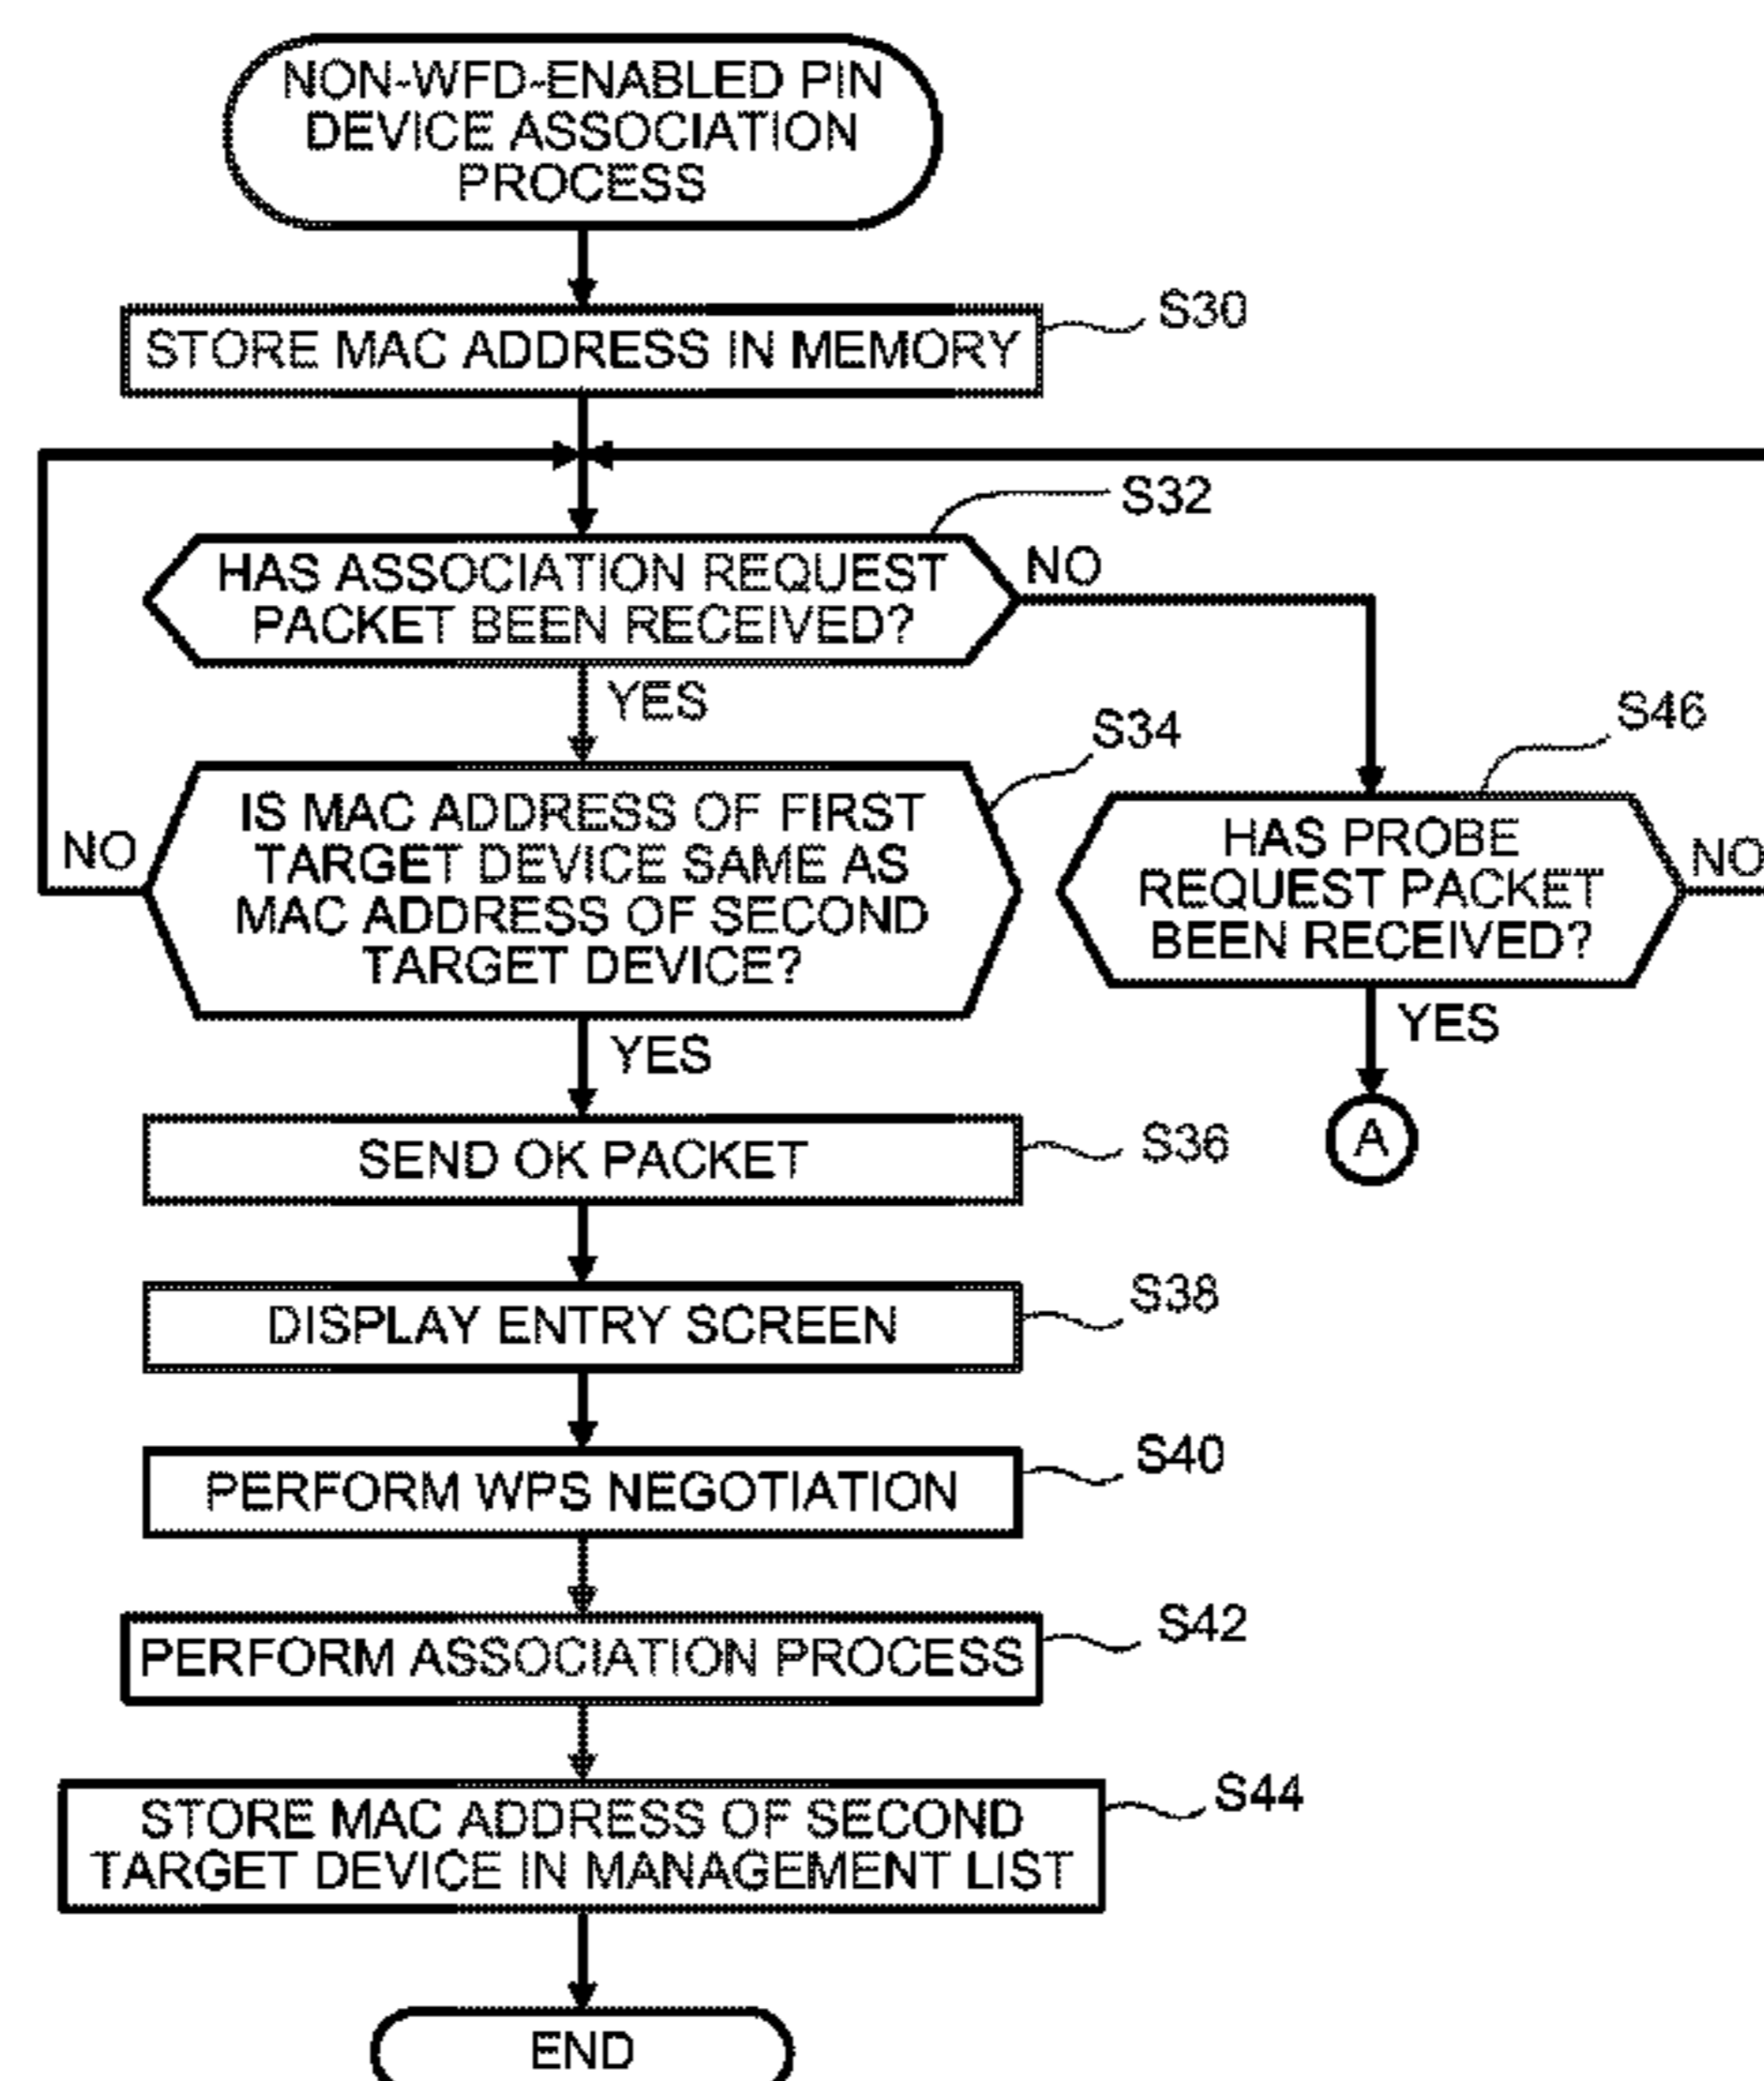 NON-WFD-ENABLED PIN
DEVICE ASSOCIATION
PROCESS
S30
STORE MAC ADDRESS IN MEMORY
S32
HAS ASSOCIATION REQUEST
PACKET BEEN RECEIVED?
NO
YES
S34
IS MAC ADDRESS OF FIRST
TARGET DEVICE SAME AS
MAC ADDRESS OF SECOND
TARGET DEVICE?
NO
YES
S46
HAS PROBE
REQUEST PACKET
BEEN RECEIVED?
NO
YES
A
SEND OK PACKET
S36
DISPLAY ENTRY SCREEN
S38
PERFORM WPS NEGOTIATION
S40
PERFORM ASSOCIATION PROCESS
S42
STORE MAC ADDRESS OF SECOND
TARGET DEVICE IN MANAGEMENT LIST
S44
END